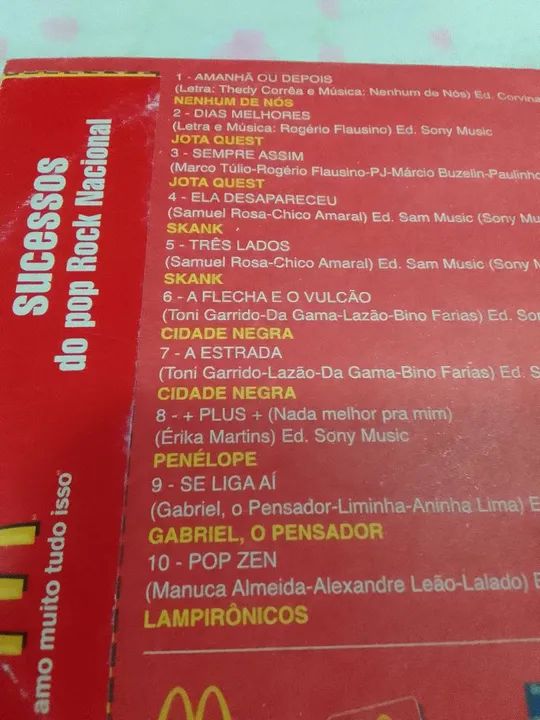 sucessos
do pop Rock Nacional
amo muito tudo isso
1 - AMANHÃ OU DEPOIS
(Letra: Thedy Corrêa e Música: Nenhum de Nós) Ed. Corvina
NENHUM DE NÓS
2 - DIAS MELHORES
(Letra e Música: Rogério Flausino) Ed. Sony Music
JOTA QUEST
3 - SEMPRE ASSIM
(Marco Túlio-Rogério Flausino-PJ-Márcio Buzelin-Paulinho
JOTA QUEST
4 - ELA DESAPARECEU
(Samuel Rosa-Chico Amaral) Ed. Sam Music (Sony Mu
SKANK
5 - TRÊS LADOS
(Samuel Rosa-Chico Amaral) Ed. Sam Music (Sony M
SKANK
6 - A FLECHA E O VULCÃO
(Toni Garrido-Da Gama-Lazão-Bino Farias) Ed. Son
CIDADE NEGRA
7 - A ESTRADA
(Toni Garrido-Lazão-Da Gama-Bino Farias) Ed. S
CIDADE NEGRA
8 - + PLUS + (Nada melhor pra mim)
(Érika Martins) Ed. Sony Music
PENÉLOPE
9 - SE LIGA AÍ
(Gabriel, o Pensador-Liminha-Aninha Lima) E
GABRIEL, O PENSADOR
10 - POP ZEN
(Manuca Almeida-Alexandre Leão-Lalado) E
LAMPIRÔNICOS